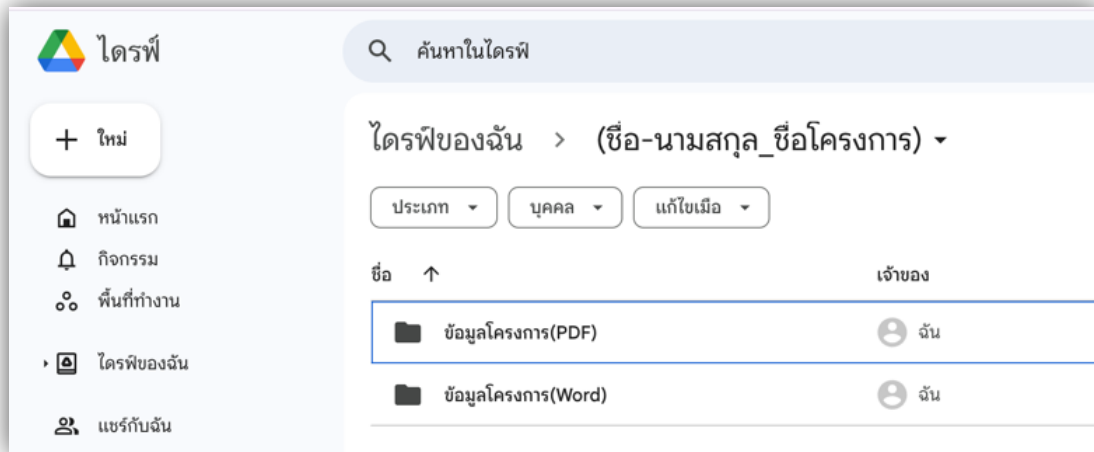 ไดรฟ์
ค้นหาในไดรฟ์
ใหม่
ไดรฟ์ของฉัน > (ชื่อ-นามสกุล_ชื่อโครงการ)
ประเภท บุคคล แก้ไขเมื่อ
หน้าแรก
กิจกรรม
พื้นที่ทำงาน
ไดรฟ์ของฉัน
แชร์กับฉัน
ชื่อ เจ้าของ
ข้อมูลโครงการ(PDF) ฉัน
ข้อมูลโครงการ(Word) ฉัน